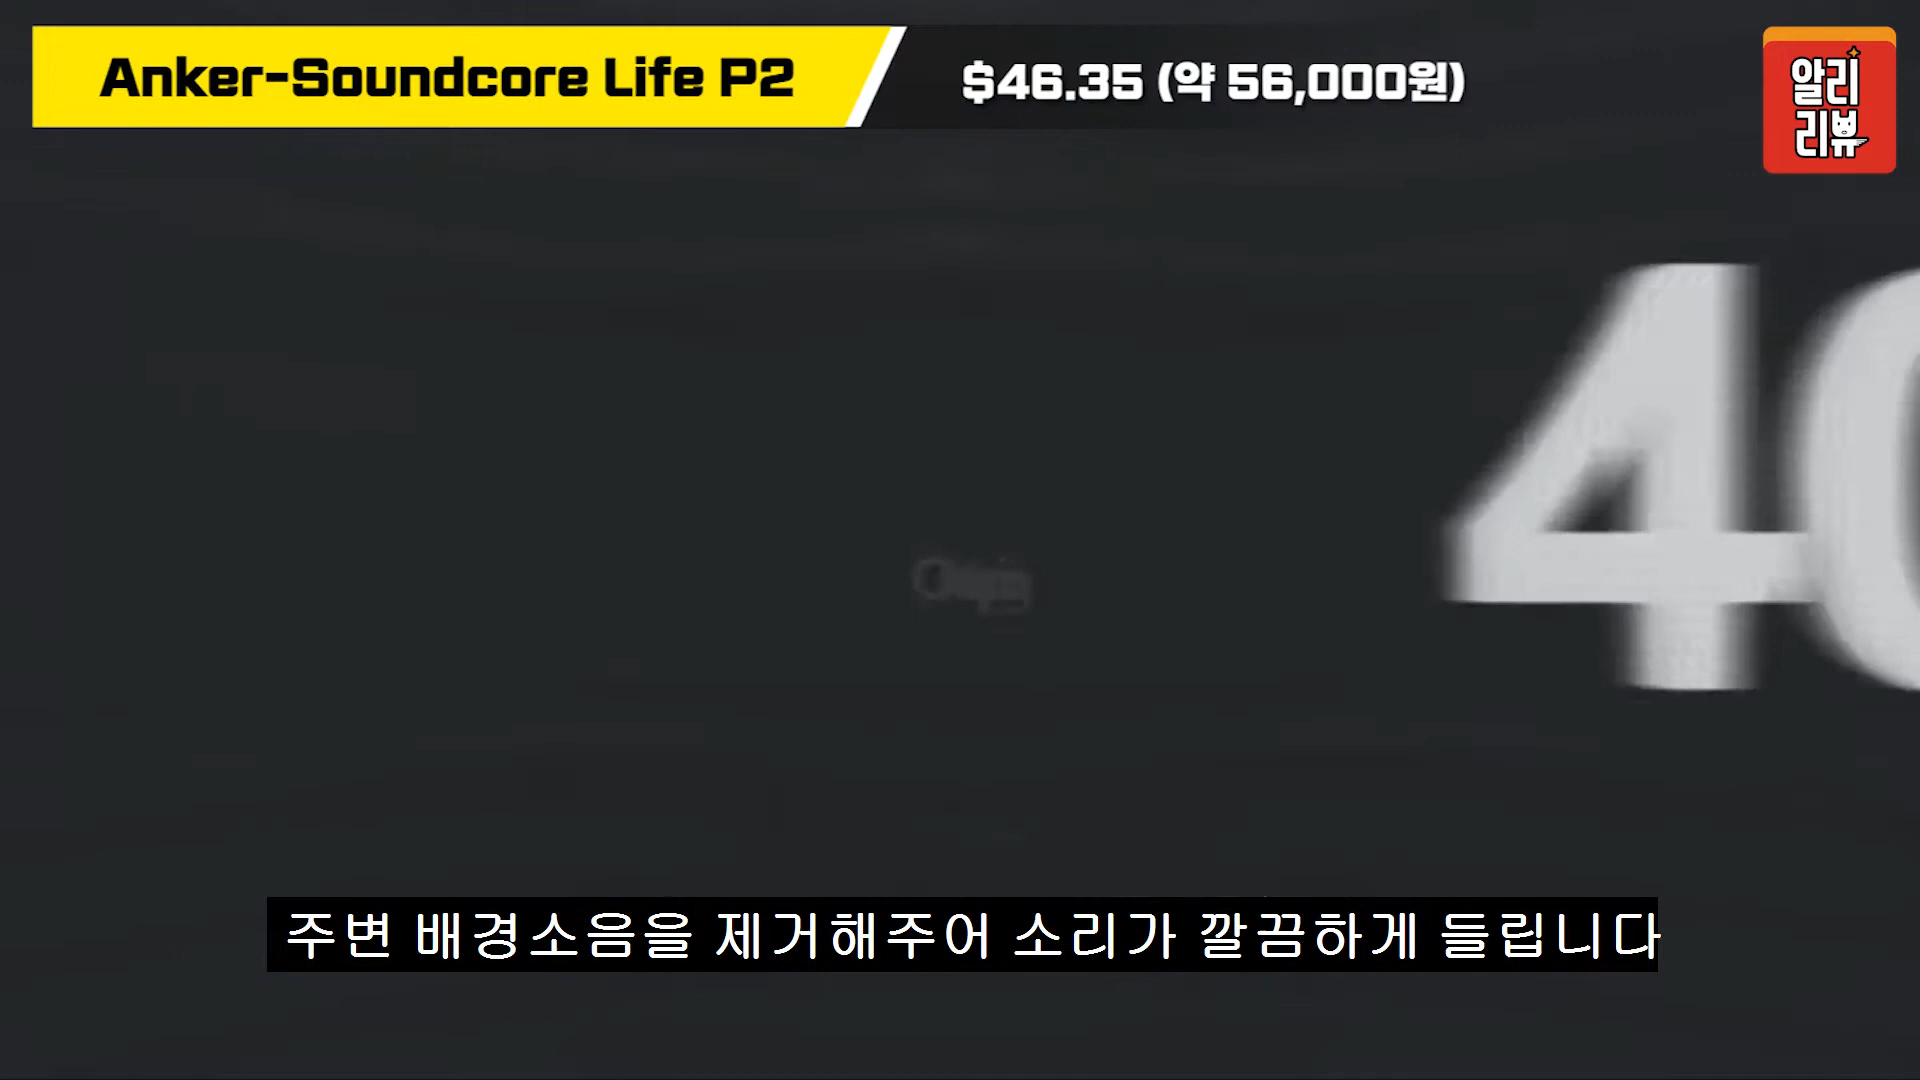 Anker-Soundcore Life P2
$46.35 (약 56,000원)
알리
리뷰
40
주변 배경소음을 제거해주어 소리가 깔끔하게 들립니다